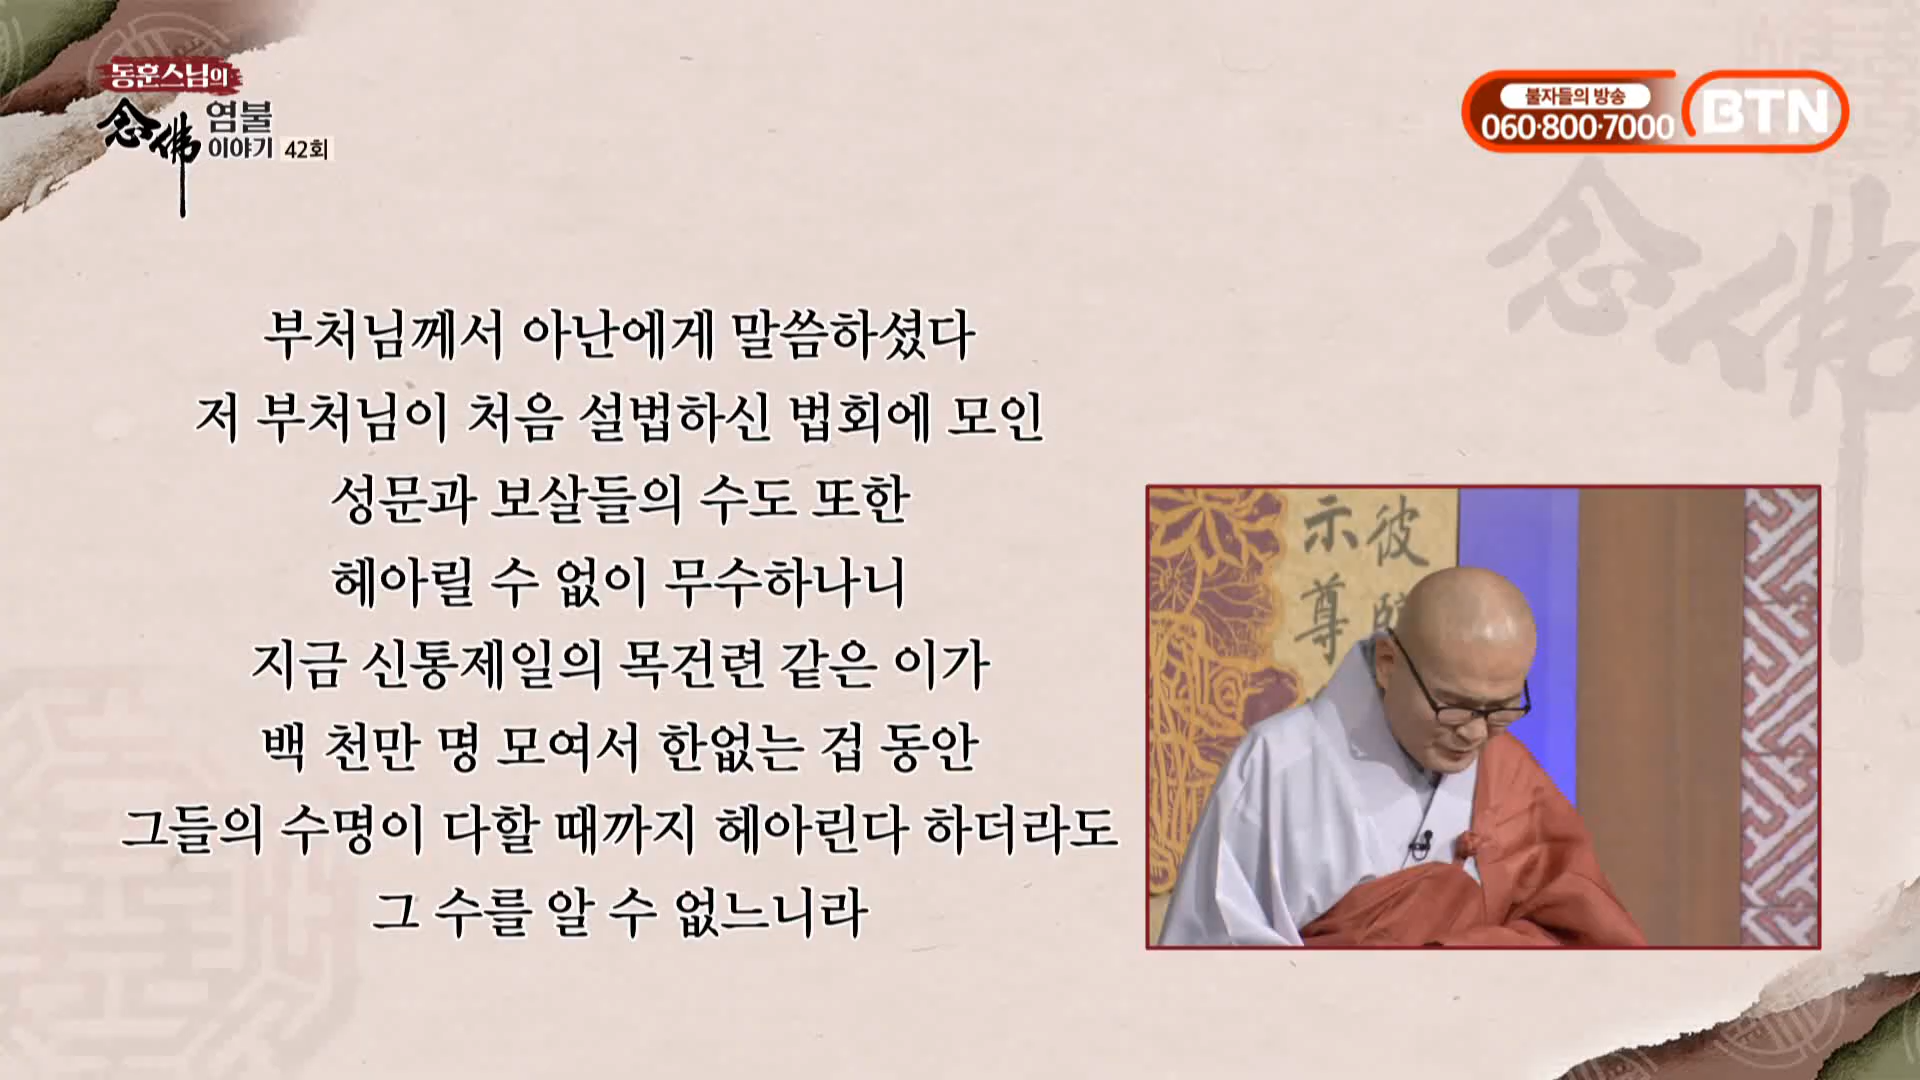 동훈스님의
念佛
염불
이야기 42회
불자들의 방송
060·800·7000
BTN
念佛
부처님께서 아난에게 말씀하셨다
저 부처님이 처음 설법하신 법회에 모인
성문과 보살들의 수도 또한
헤아릴 수 없이 무수하나니
지금 신통제일의 목건련 같은 이가
백 천만 명 모여서 한없는 겁 동안
그들의 수명이 다할 때까지 헤아린다 하더라도
그 수를 알 수 없느니라
彼
示尊